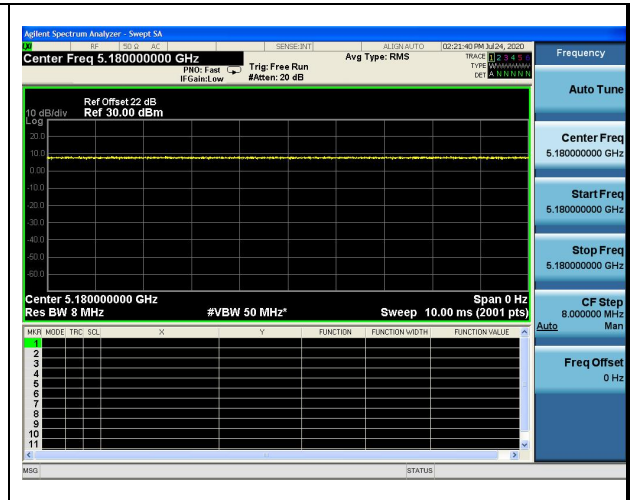 Agilent Spectrum Analyzer - Swept SA
RF 50 Ω AC SENSE:INT ALIGN AUTO 02:21:40 PM Jul 24, 2020
Center Freq 5.180000000 GHz
PNO: Fast
IFGain:Low
Trig: Free Run
#Atten: 20 dB
Avg Type: RMS
TRACE 1 2 3 4 5 6
TYPE
DET A N N N N N
Frequency
Auto Tune
Center Freq
5.180000000 GHz
Start Freq
5.180000000 GHz
Stop Freq
5.180000000 GHz
CF Step
8.000000 MHz
Auto Man
Freq Offset
0 Hz
Ref Offset 22 dB
10 dB/div Ref 30.00 dBm
Log
20.0
10.0
0.00
-10.0
-20.0
-30.0
-40.0
-50.0
-60.0
Center 5.180000000 GHz Span 0 Hz
Res BW 8 MHz #VBW 50 MHz* Sweep 10.00 ms (2001 pts)
MKR MODE TRC SCL X Y FUNCTION FUNCTION WIDTH FUNCTION VALUE
1
2
3
4
5
6
7
8
9
10
11
MSG STATUS